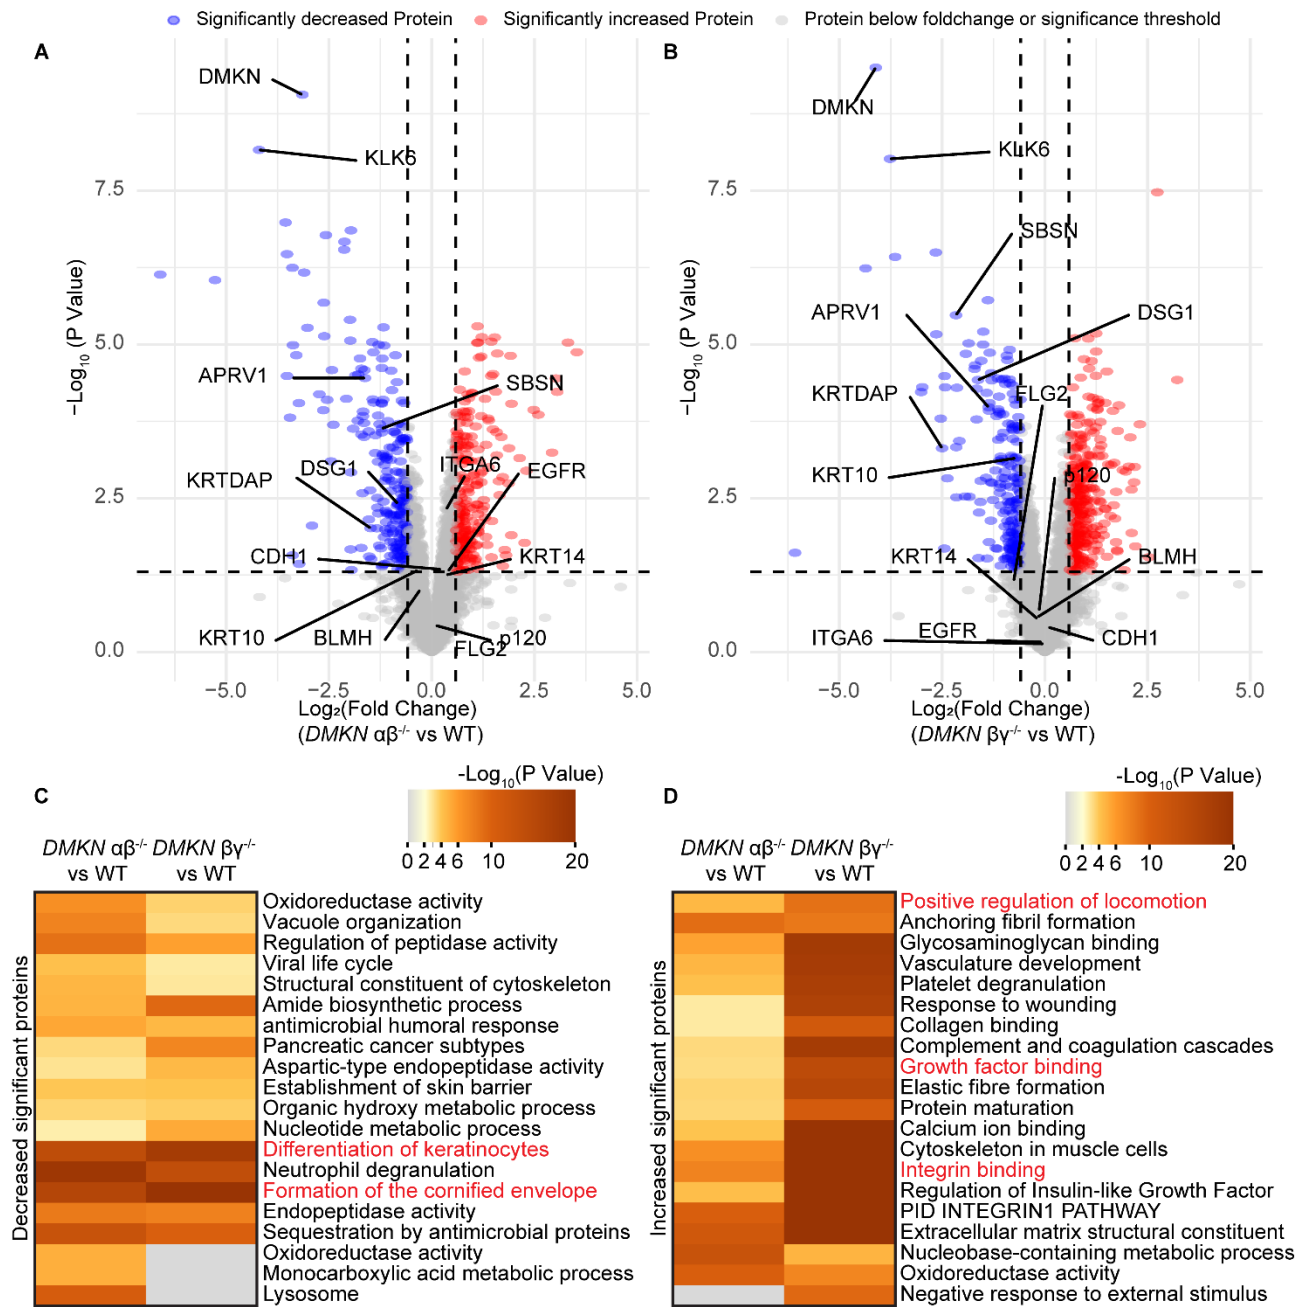 Significantly decreased Protein Significantly increased Protein Protein below foldchange or significance threshold
A
DMKN
KLK6
7.5
5.0
2.5
0.0
−Log₁₀ (P Value)
APRV1
SBSN
DSG1
ITGA6
EGFR
KRTDAP
CDH1
KRT14
KRT10
BLMH
FLG2
p120
−5.0 −2.5 0.0 2.5 5.0
Log₂(Fold Change)
(DMKN αβ⁻/⁻ vs WT)
B
DMKN
KLK6
7.5
5.0
2.5
0.0
−Log₁₀ (P Value)
SBSN
APRV1
DSG1
KRTDAP
FLG2
KRT10
p120
KRT14
BLMH
ITGA6
EGFR
CDH1
−5.0 −2.5 0.0 2.5 5.0
Log₂(Fold Change)
(DMKN βγ⁻/⁻ vs WT)
C
-Log₁₀(P Value)
0 2 4 6 10 20
DMKN αβ⁻/⁻ DMKN βγ⁻/⁻
vs WT vs WT
Decreased significant proteins
Oxidoreductase activity
Vacuole organization
Regulation of peptidase activity
Viral life cycle
Structural constituent of cytoskeleton
Amide biosynthetic process
antimicrobial humoral response
Pancreatic cancer subtypes
Aspartic-type endopeptidase activity
Establishment of skin barrier
Organic hydroxy metabolic process
Nucleotide metabolic process
Differentiation of keratinocytes
Neutrophil degranulation
Formation of the cornified envelope
Endopeptidase activity
Sequestration by antimicrobial proteins
Oxidoreductase activity
Monocarboxylic acid metabolic process
Lysosome
D
-Log₁₀(P Value)
0 2 4 6 10 20
DMKN αβ⁻/⁻ DMKN βγ⁻/⁻
vs WT vs WT
Increased significant proteins
Positive regulation of locomotion
Anchoring fibril formation
Glycosaminoglycan binding
Vasculature development
Platelet degranulation
Response to wounding
Collagen binding
Complement and coagulation cascades
Growth factor binding
Elastic fibre formation
Protein maturation
Calcium ion binding
Cytoskeleton in muscle cells
Integrin binding
Regulation of Insulin-like Growth Factor
PID INTEGRIN1 PATHWAY
Extracellular matrix structural constituent
Nucleobase-containing metabolic process
Oxidoreductase activity
Negative response to external stimulus